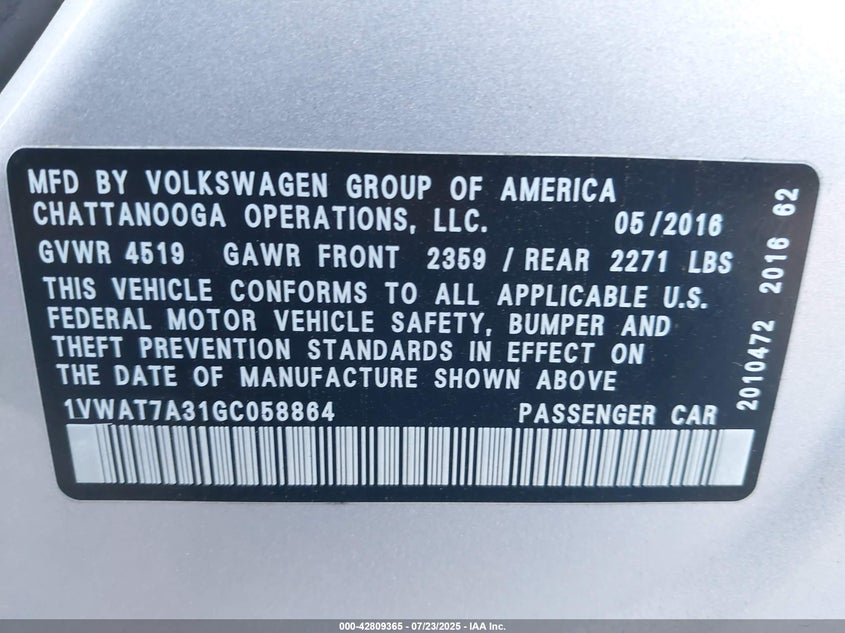 MFD BY VOLKSWAGEN GROUP OF AMERICA
CHATTANOOGA OPERATIONS, LLC. 05/2016
GVWR 4519 GAWR FRONT 2359 / REAR 2271 LBS
THIS VEHICLE CONFORMS TO ALL APPLICABLE U.S.
FEDERAL MOTOR VEHICLE SAFETY, BUMPER AND
THEFT PREVENTION STANDARDS IN EFFECT ON
THE DATE OF MANUFACTURE SHOWN ABOVE
1VWAT7A31GC058864 PASSENGER CAR
2010472 2016 62
000-42809365 - 07/23/2025 - IAA Inc.